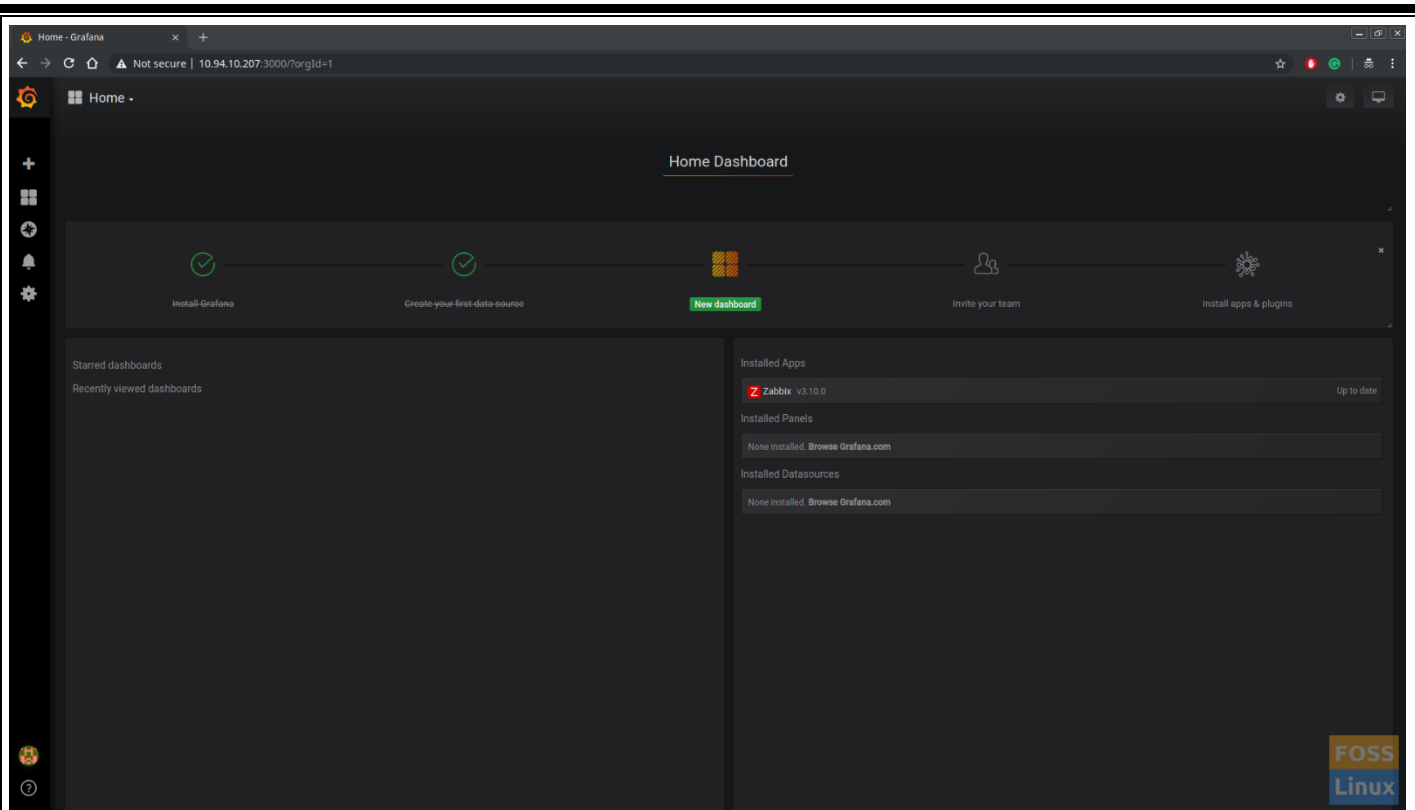 Home - Grafana
Not secure | 10.94.10.207:3000/?orgId=1
Home
Home Dashboard
Install Grafana
Create your first data source
New dashboard
Invite your team
Install apps & plugins
Starred dashboards
Recently viewed dashboards
Installed Apps
Z Zabbix v3.10.0 Up to date
Installed Panels
None installed. Browse Grafana.com
Installed Datasources
None installed. Browse Grafana.com
FOSS
Linux